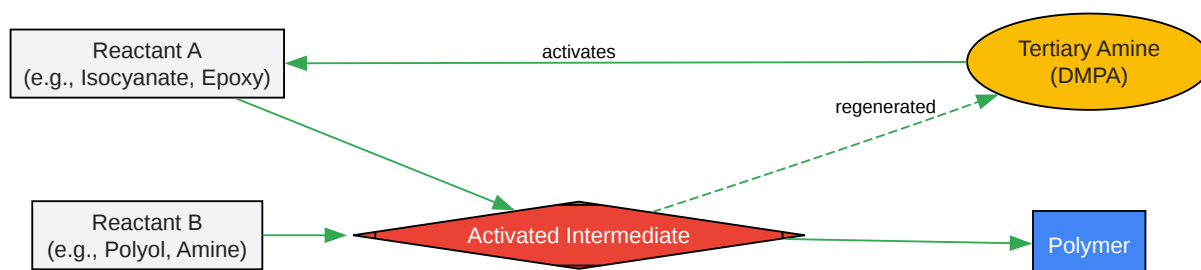 Reactant A
(e.g., Isocyanate, Epoxy)
activates
Tertiary Amine
(DMPA)
regenerated
Reactant B
(e.g., Polyol, Amine)
Activated Intermediate
Polymer